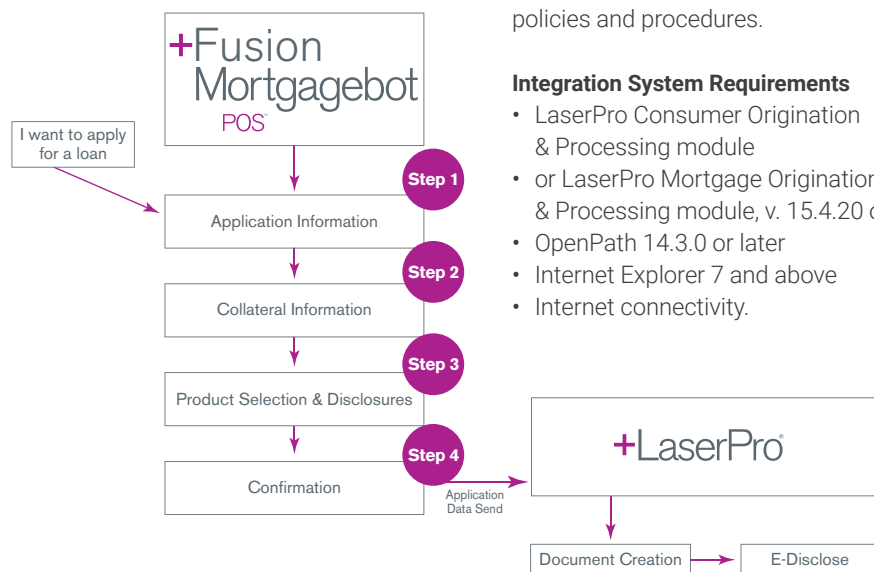 +Fusion
Mortgagebot
POS
I want to apply
for a loan
Step 1
Application Information
Step 2
Collateral Information
Step 3
Product Selection & Disclosures
Step 4
Confirmation
Application
Data Send
+LaserPro®
Document Creation
E-Disclose
policies and procedures.
Integration System Requirements
• LaserPro Consumer Origination
& Processing module
• or LaserPro Mortgage Origination
& Processing module, v. 15.4.20
• OpenPath 14.3.0 or later
• Internet Explorer 7 and above
• Internet connectivity.